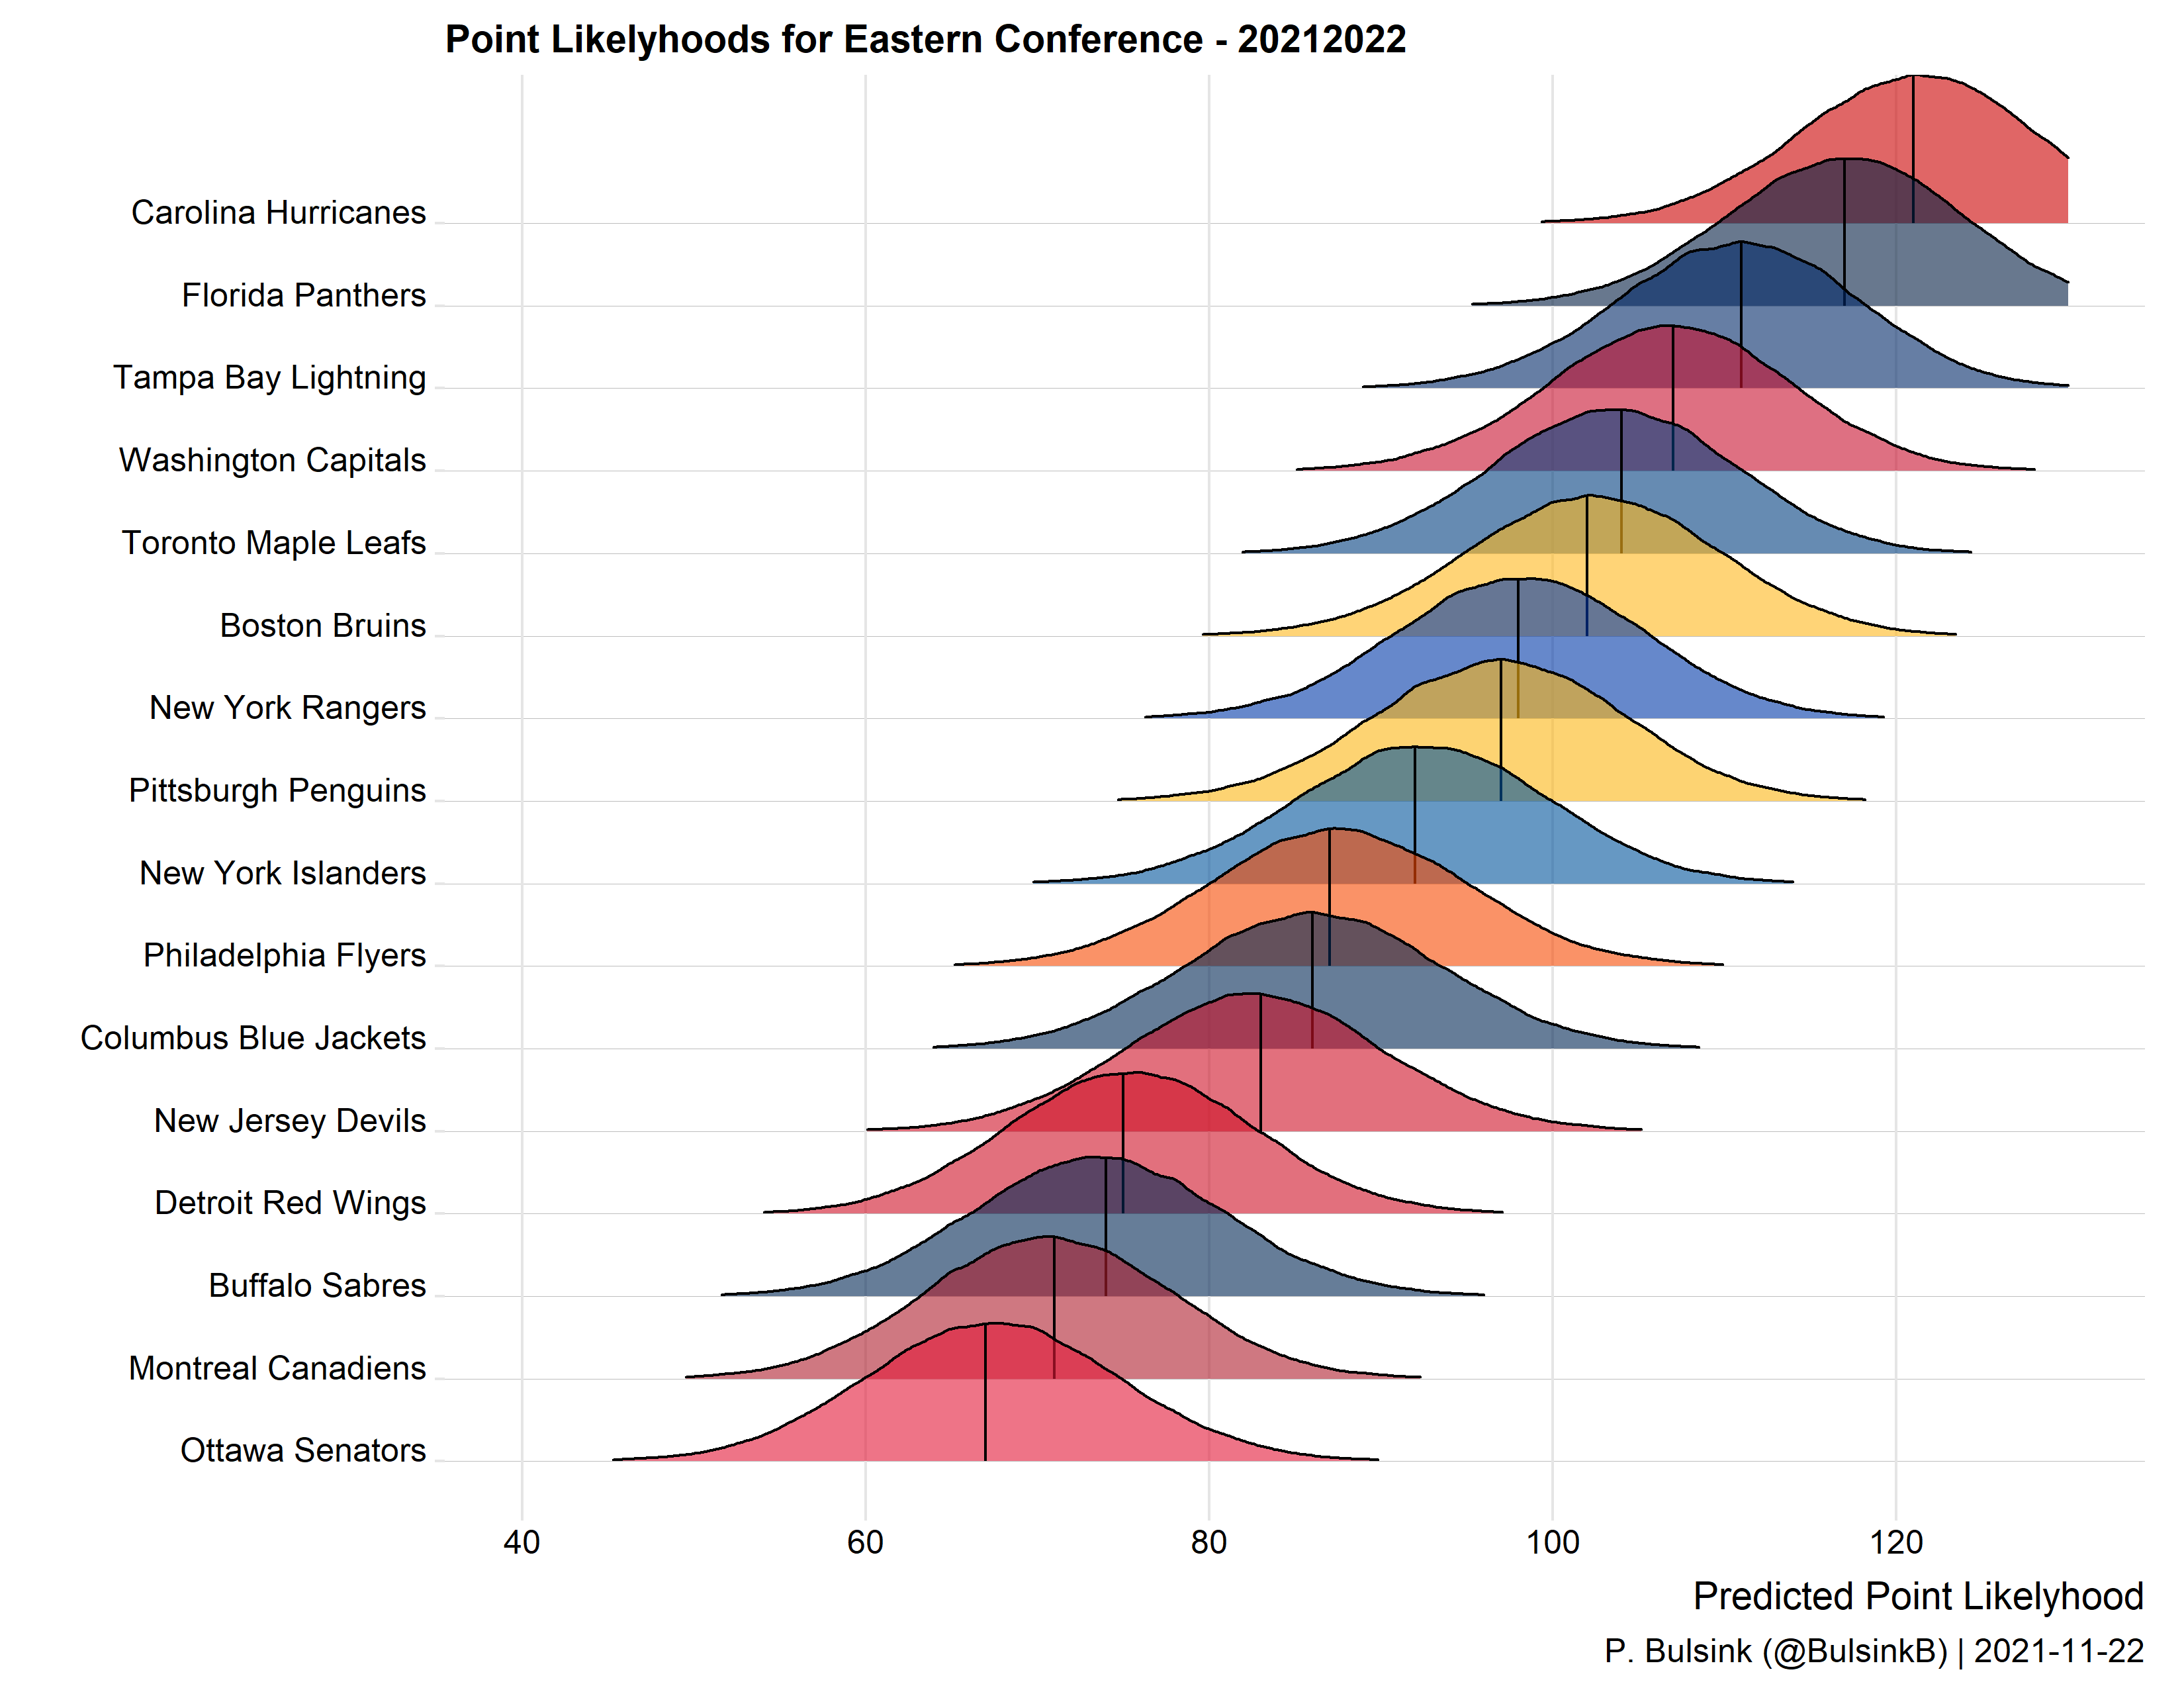 Point Likelyhoods for Eastern Conference - 20212022
Carolina Hurricanes
Florida Panthers
Tampa Bay Lightning
Washington Capitals
Toronto Maple Leafs
Boston Bruins
New York Rangers
Pittsburgh Penguins
New York Islanders
Philadelphia Flyers
Columbus Blue Jackets
New Jersey Devils
Detroit Red Wings
Buffalo Sabres
Montreal Canadiens
Ottawa Senators
40 60 80 100 120
Predicted Point Likelyhood
P. Bulsink (@BulsinkB) | 2021-11-22